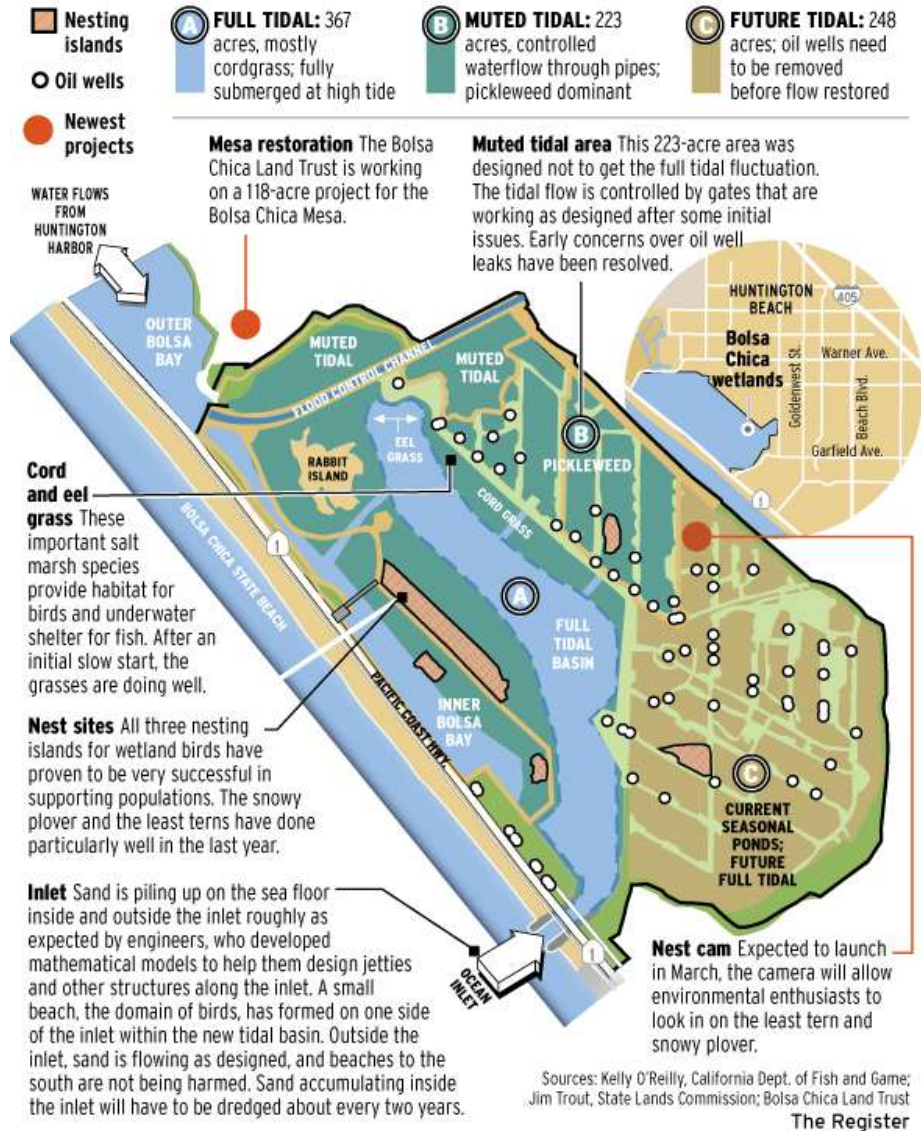 Nesting
islands
Oil wells
Newest
projects
A
FULL TIDAL: 367
acres, mostly
cordgrass; fully
submerged at high tide
B
MUTED TIDAL: 223
acres, controlled
waterflow through pipes;
pickleweed dominant
C
FUTURE TIDAL: 248
acres; oil wells need
to be removed
before flow restored
Mesa restoration The Bolsa
Chica Land Trust is working
on a 118-acre project for the
Bolsa Chica Mesa.
Muted tidal area This 223-acre area was
designed not to get the full tidal fluctuation.
The tidal flow is controlled by gates that are
working as designed after some initial
issues. Early concerns over oil well
leaks have been resolved.
WATER FLOWS
FROM
HUNTINGTON
HARBOR
OUTER
BOLSA
BAY
MUTED
TIDAL
FLOOD CONTROL CHANNEL
MUTED
TIDAL
HUNTINGTON
BEACH
405
Bolsa
Chica
wetlands
Warner Ave.
Goldenwest St.
Beach Blvd.
Garfield Ave.
1
EEL
GRASS
RABBIT
ISLAND
B
PICKLEWEED
CORD GRASS
Cord
and eel
grass These
important salt
marsh species
provide habitat for
birds and underwater
shelter for fish. After an
initial slow start, the
grasses are doing well.
1
BOLSA CHICA STATE BEACH
A
FULL
TIDAL
BASIN
INNER
BOLSA
BAY
PACIFIC COAST HWY.
Nest sites All three nesting
islands for wetland birds have
proven to be very successful in
supporting populations. The snowy
plover and the least terns have done
particularly well in the last year.
C
CURRENT
SEASONAL
PONDS;
FUTURE
FULL TIDAL
Inlet Sand is piling up on the sea floor
inside and outside the inlet roughly as
expected by engineers, who developed
mathematical models to help them design jetties
and other structures along the inlet. A small
beach, the domain of birds, has formed on one side
of the inlet within the new tidal basin. Outside the
inlet, sand is flowing as designed, and beaches to the
south are not being harmed. Sand accumulating inside
the inlet will have to be dredged about every two years.
OCEAN
INLET
1
Nest cam Expected to launch
in March, the camera will allow
environmental enthusiasts to
look in on the least tern and
snowy plover.
Sources: Kelly O'Reilly, California Dept. of Fish and Game;
Jim Trout, State Lands Commission; Bolsa Chica Land Trust
The Register